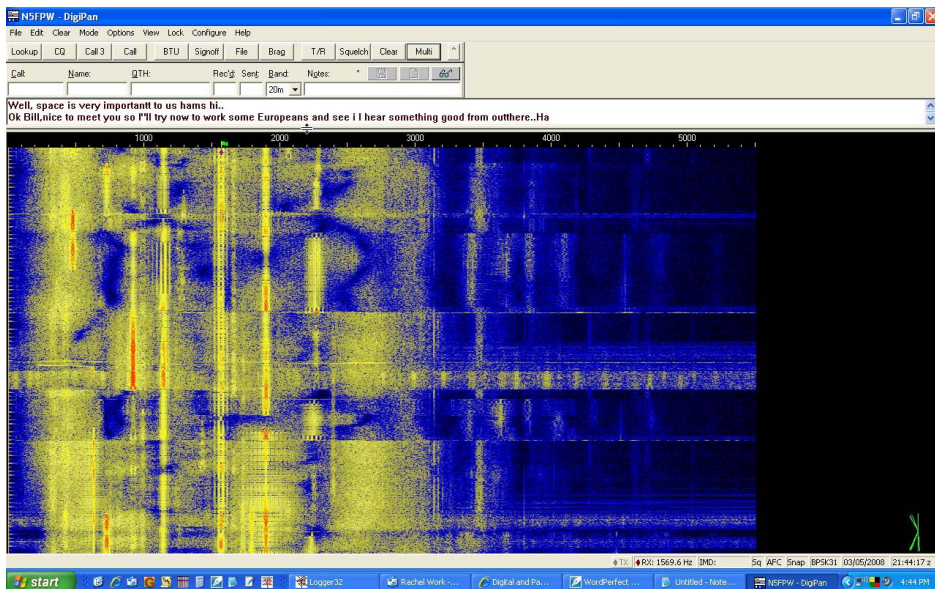 N5FPW - DigiPan
File Edit Clear Mode Options View Lock Configure Help
Lookup CQ Call 3 Call BTU Signoff File Brag T/R Squelch Clear Multi ^
Call: Name: QTH: Rec'd: Sent: Band: Notes: *
20m
Well, space is very importantt to us hams hi..
Ok Bill,nice to meet you so I"ll try now to work some Europeans and see i I hear something good from outthere..Ha
1000 2000 3000 4000 5000
TX RX: 1569.6 Hz IMD: Sq AFC Snap BPSK31 03/05/2008 21:44:17 z
start Logger32 Rachel Work -... Digital and Pa... WordPerfect ... Untitled - Note... N5FPW - DigiPan 4:44 PM